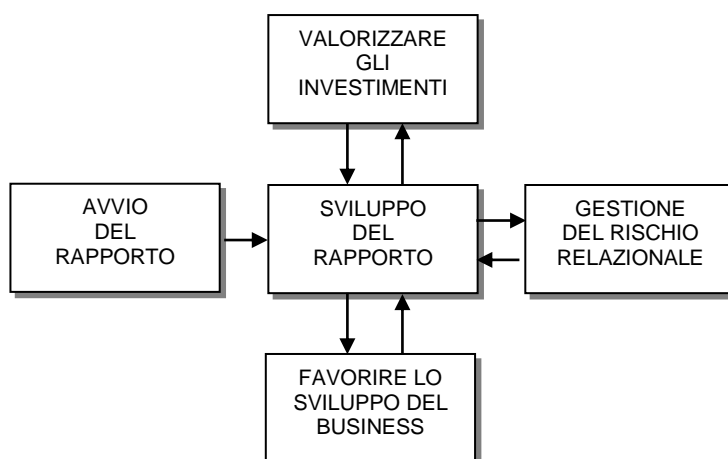 VALORIZZARE
GLI
INVESTIMENTI
AVVIO
DEL
RAPPORTO
SVILUPPO
DEL
RAPPORTO
GESTIONE
DEL RISCHIO
RELAZIONALE
FAVORIRE LO
SVILUPPO DEL
BUSINESS